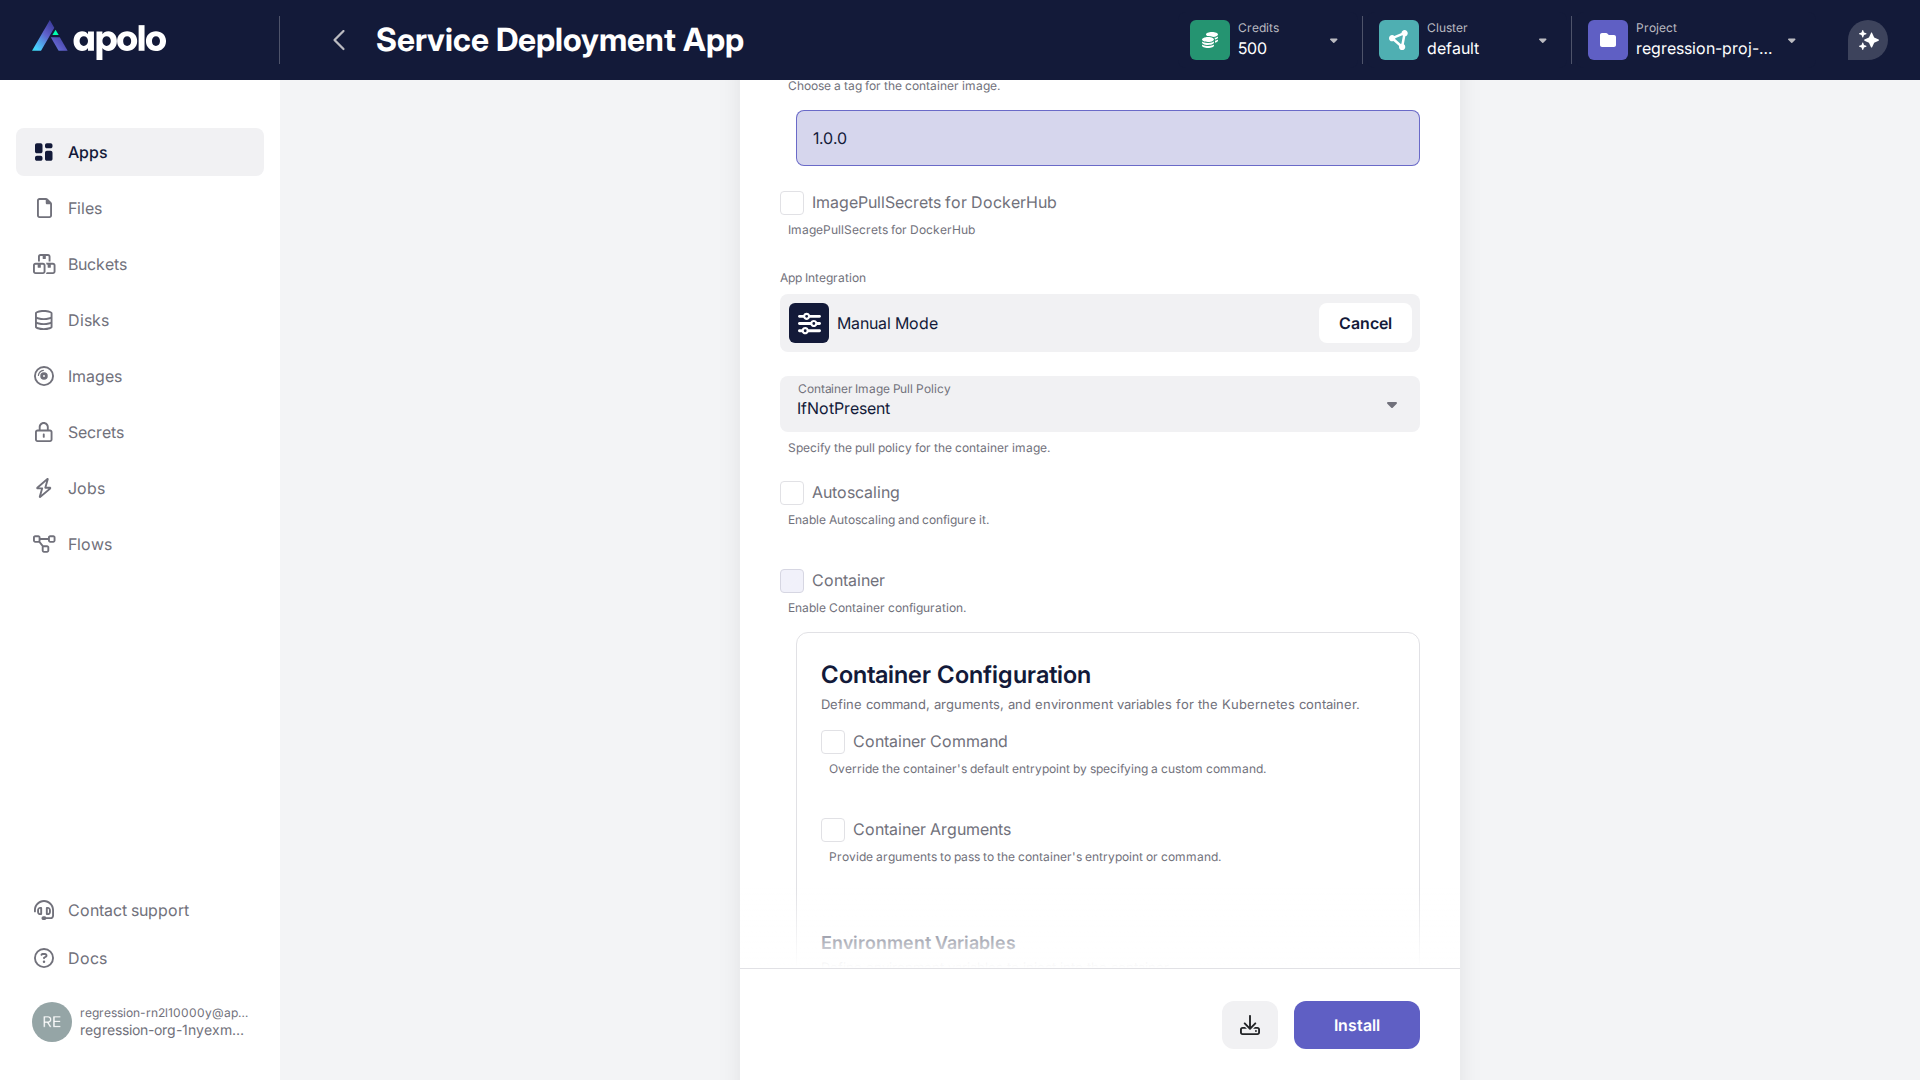 apolo
Service Deployment App
Credits
500
Cluster
default
Project
regression-proj-...
Apps
Files
Buckets
Disks
Images
Secrets
Jobs
Flows
Contact support
Docs
RE
regression-rn2l10000y@ap...
regression-org-1nyexm...
Choose a tag for the container image.
1.0.0
ImagePullSecrets for DockerHub
ImagePullSecrets for DockerHub
App Integration
Manual Mode
Cancel
Container Image Pull Policy
IfNotPresent
Specify the pull policy for the container image.
Autoscaling
Enable Autoscaling and configure it.
Container
Enable Container configuration.
Container Configuration
Define command, arguments, and environment variables for the Kubernetes container.
Container Command
Override the container's default entrypoint by specifying a custom command.
Container Arguments
Provide arguments to pass to the container's entrypoint or command.
Environment Variables
Install